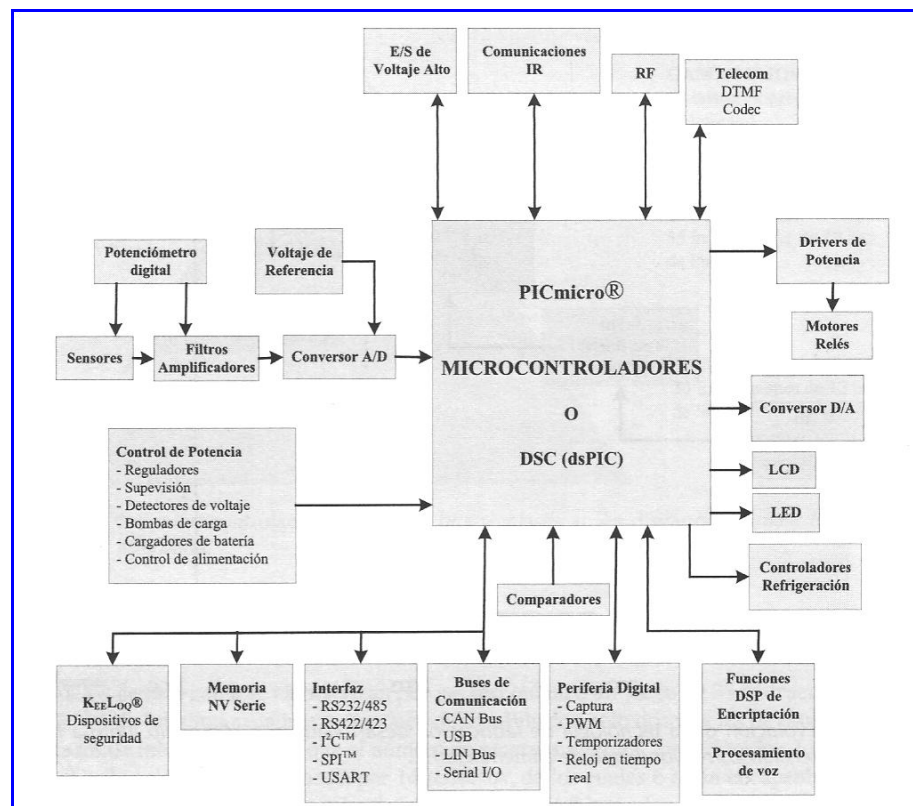 E/S de
Voltaje Alto
Comunicaciones
IR
RF
Telecom
DTMF
Codec
Potenciómetro
digital
Voltaje de
Referencia
Sensores
Filtros
Amplificadores
Conversor A/D
PICmicro®
MICROCONTROLADORES
O
DSC (dsPIC)
Drivers de
Potencia
Motores
Relés
Conversor D/A
LCD
LED
Controladores
Refrigeración
Control de Potencia
- Reguladores
- Supevisión
- Detectores de voltaje
- Bombas de carga
- Cargadores de batería
- Control de alimentación
Comparadores
KEELOQ®
Dispositivos de
seguridad
Memoria
NV Serie
Interfaz
- RS232/485
- RS422/423
- I²C™
- SPI™
- USART
Buses de
Comunicación
- CAN Bus
- USB
- LIN Bus
- Serial I/O
Periferia Digital
- Captura
- PWM
- Temporizadores
- Reloj en tiempo
real
Funciones
DSP de
Encriptación
Procesamiento
de voz